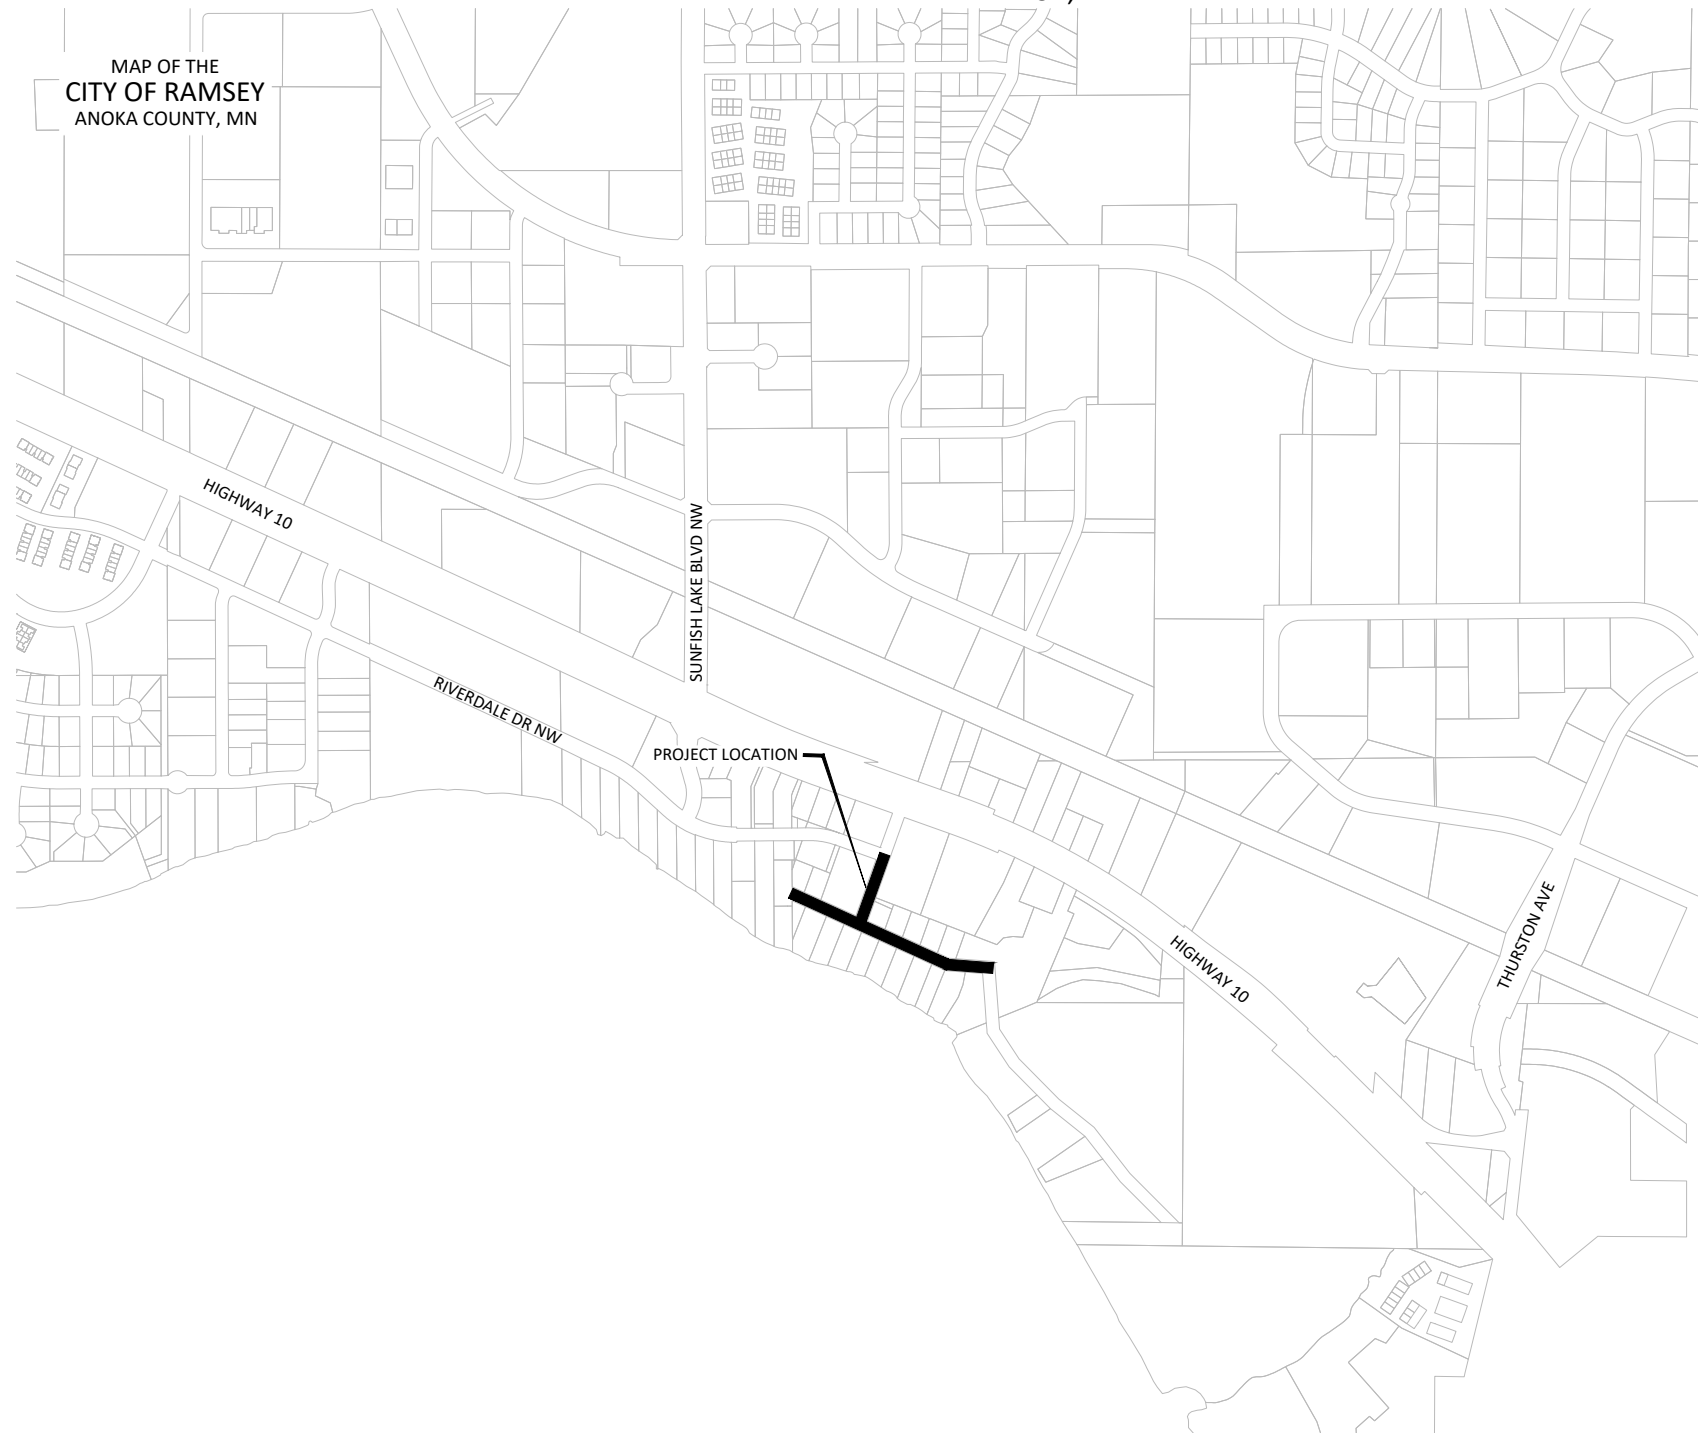 MAP OF THE
CITY OF RAMSEY
ANOKA COUNTY, MN
HIGHWAY 10
SUNFISH LAKE BLVD NW
RIVERDALE DR NW
PROJECT LOCATION
THURSTON AVE
HIGHWAY 10